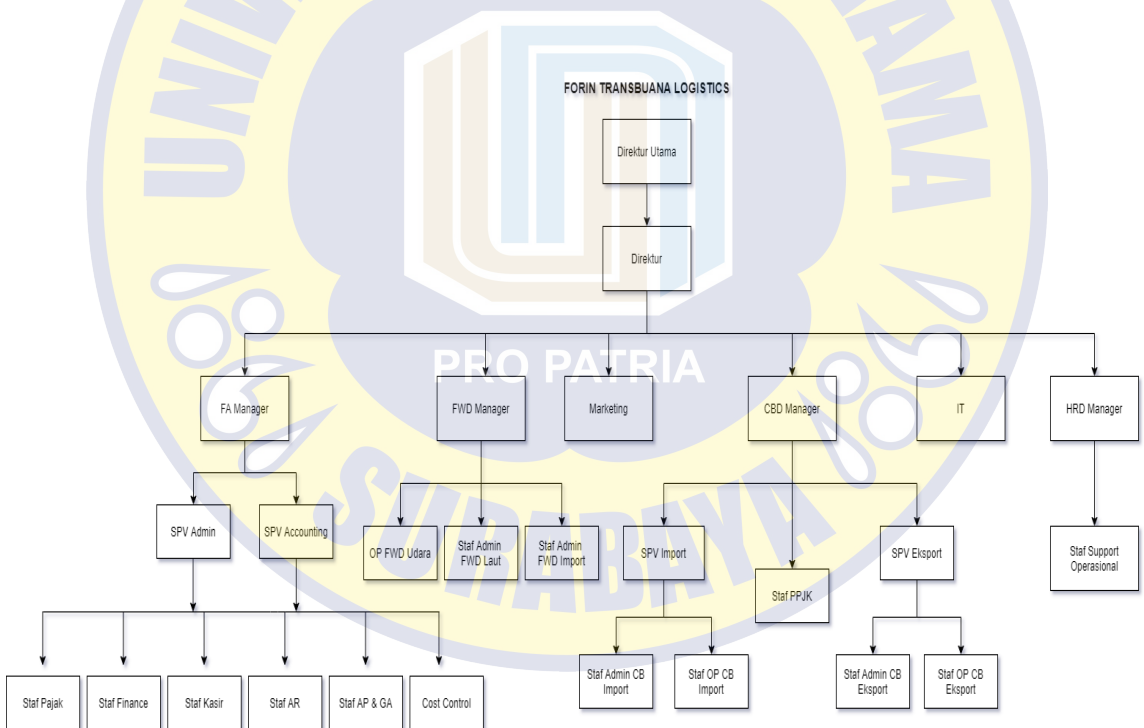 FORIN TRANSBUANA LOGISTICS
Direktur Utama
Direktur
PRO PATRIA
FA Manager
FWD Manager
Marketing
CBD Manager
IT
HRD Manager
SPV Admin
SPV Accounting
OP FWD Udara
Staf Admin
FWD Laut
Staf Admin
FWD Import
SPV Import
Staf PPJK
SPV Eksport
Staf Support
Operasional
Staf Pajak
Staf Finance
Staf Kasir
Staf AR
Staf AP & GA
Cost Control
Staf Admin CB
Import
Staf OP CB
Import
Staf Admin CB
Eksport
Staf OP CB
Eksport
SURABAYA